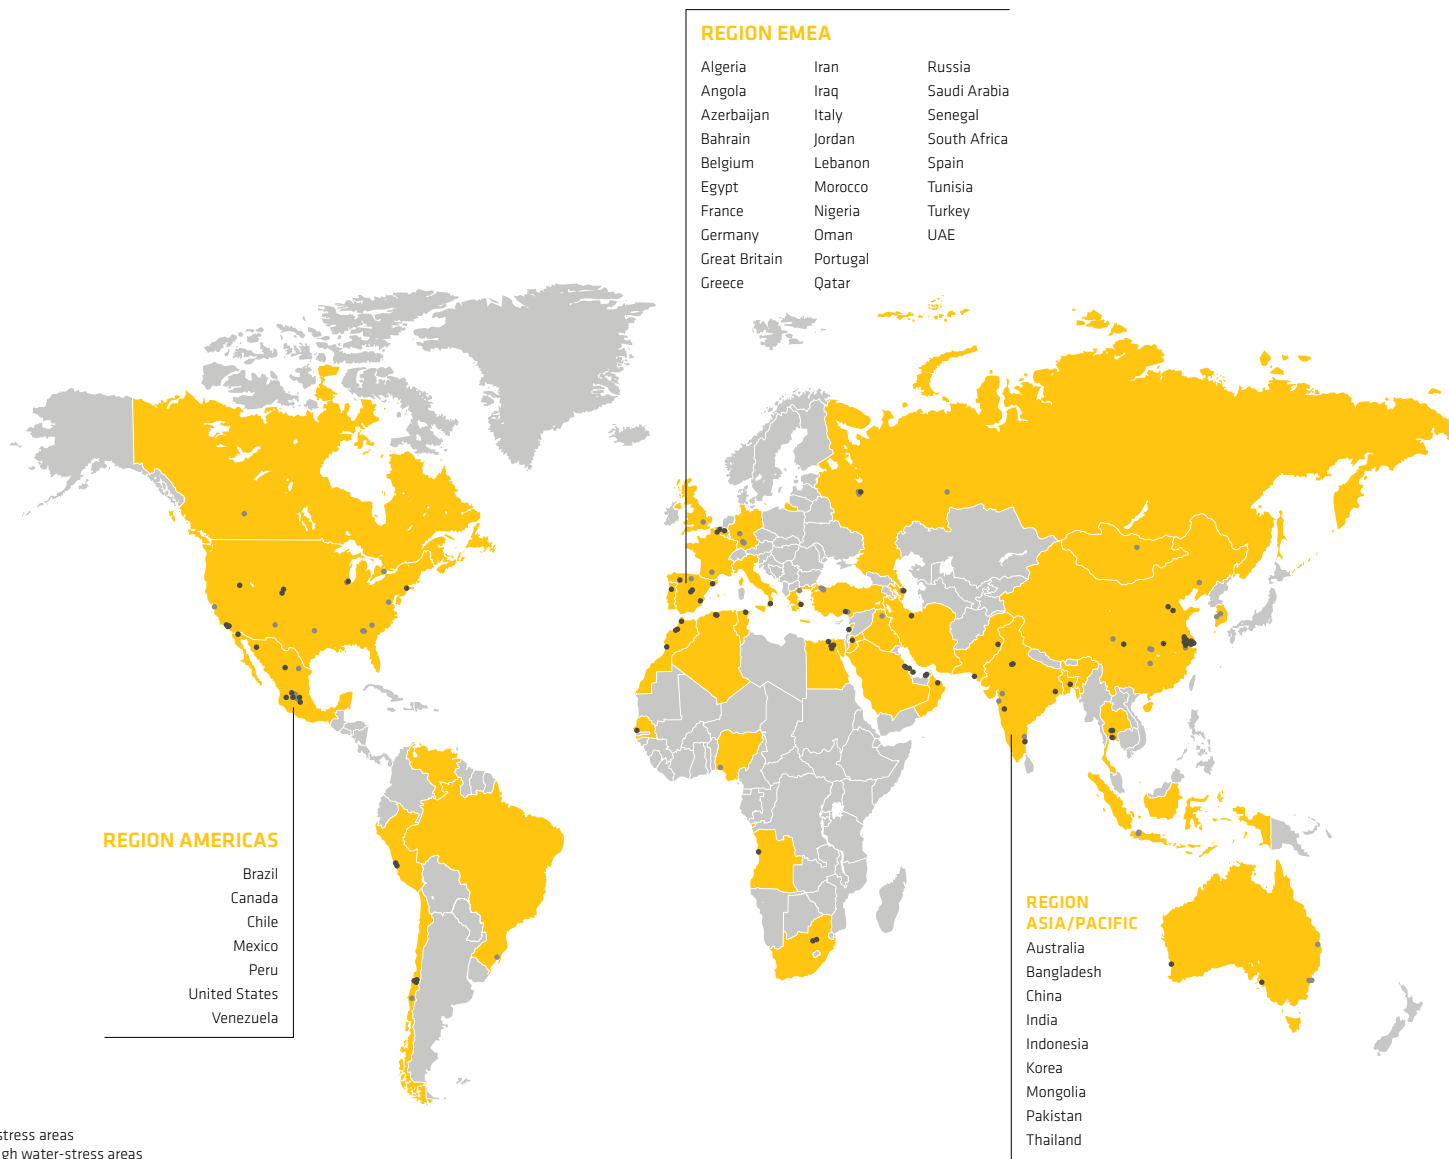 REGION EMEA
Algeria
Angola
Azerbaijan
Bahrain
Belgium
Egypt
France
Germany
Great Britain
Greece
Iran
Iraq
Italy
Jordan
Lebanon
Morocco
Nigeria
Oman
Portugal
Qatar
Russia
Saudi Arabia
Senegal
South Africa
Spain
Tunisia
Turkey
UAE
REGION AMERICAS
Brazil
Canada
Chile
Mexico
Peru
United States
Venezuela
REGION
ASIA/PACIFIC
Australia
Bangladesh
China
India
Indonesia
Korea
Mongolia
Pakistan
Thailand
stress areas
gh water-stress areas